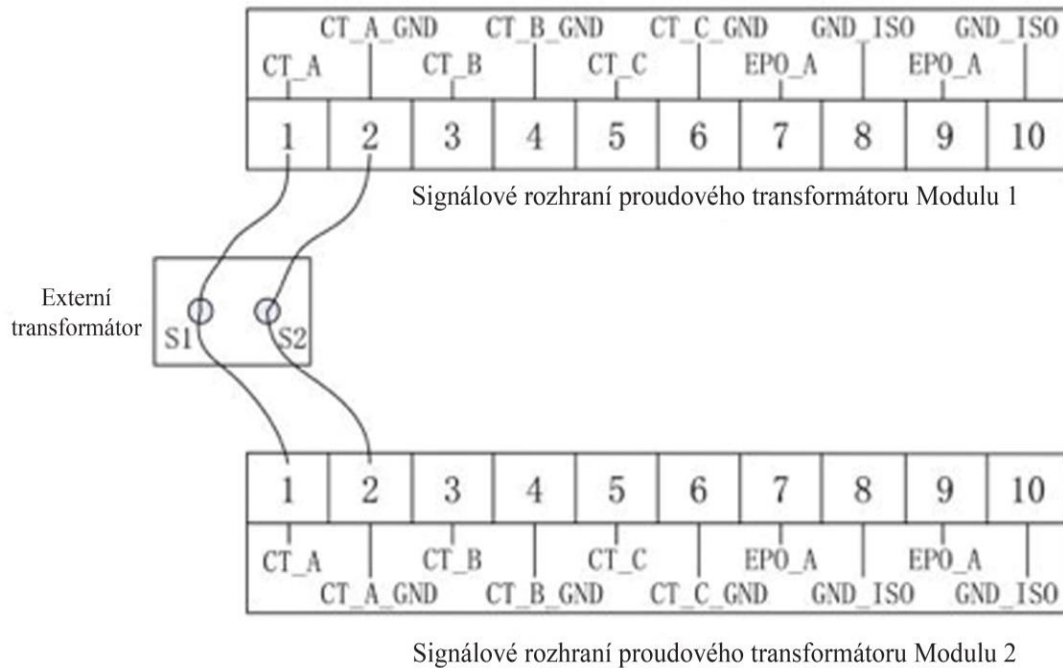 CT_A_GND CT_B_GND CT_C_GND GND_ISO GND_ISO
CT_A CT_B CT_C EPO_A EPO_A
1 2 3 4 5 6 7 8 9 10
Signálové rozhraní proudového transformátoru Modulu 1
Externí
transformátor
S1 S2
1 2 3 4 5 6 7 8 9 10
CT_A CT_B CT_C EPO_A EPO_A
CT_A_GND CT_B_GND CT_C_GND GND_ISO GND_ISO
Signálové rozhraní proudového transformátoru Modulu 2